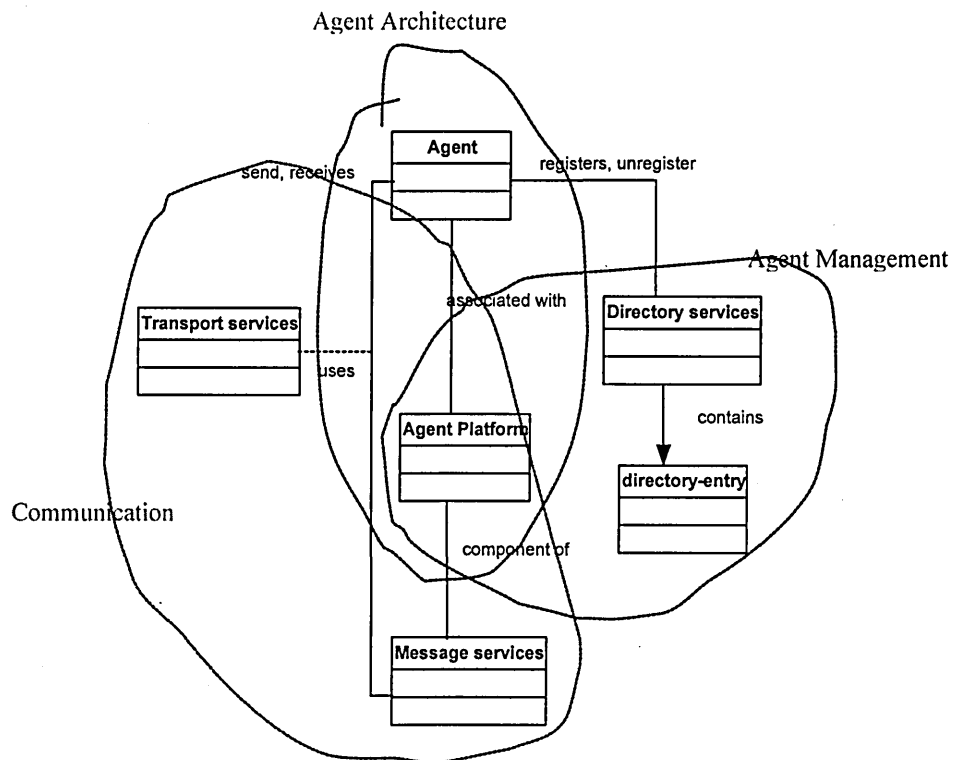 Agent Architecture
Agent
send, receives
registers, unregister
Agent Management
associated with
Transport services
Directory services
uses
contains
Agent Platform
directory-entry
Communication
component of
Message services